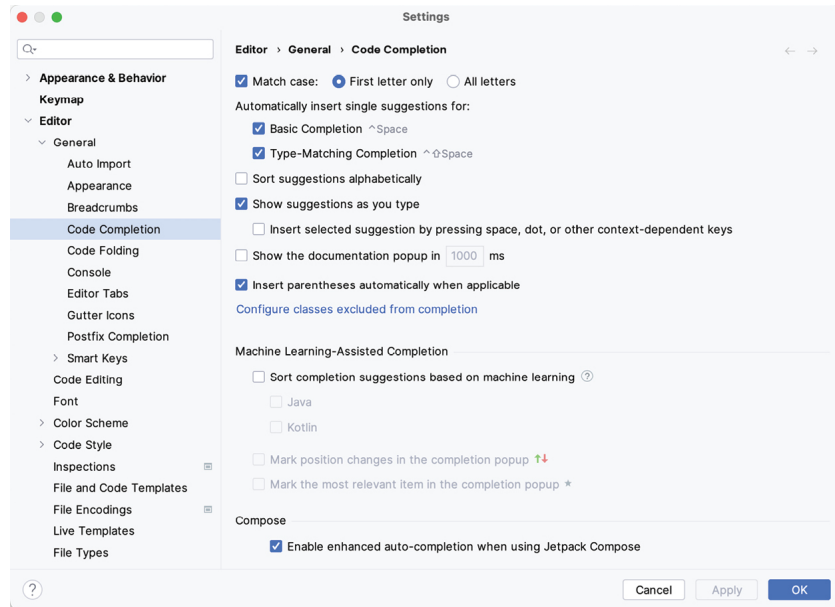 Settings
Appearance & Behavior
Keymap
Editor
General
Auto Import
Appearance
Breadcrumbs
Code Completion
Code Folding
Console
Editor Tabs
Gutter Icons
Postfix Completion
Smart Keys
Code Editing
Font
Color Scheme
Code Style
Inspections
File and Code Templates
File Encodings
Live Templates
File Types
Editor › General › Code Completion
Match case: First letter only All letters
Automatically insert single suggestions for:
Basic Completion ^Space
Type-Matching Completion ^⇧Space
Sort suggestions alphabetically
Show suggestions as you type
Insert selected suggestion by pressing space, dot, or other context-dependent keys
Show the documentation popup in 1000 ms
Insert parentheses automatically when applicable
Configure classes excluded from completion
Machine Learning-Assisted Completion
Sort completion suggestions based on machine learning ?
Java
Kotlin
Mark position changes in the completion popup ↑↓
Mark the most relevant item in the completion popup ★
Compose
Enable enhanced auto-completion when using Jetpack Compose
? Cancel Apply OK